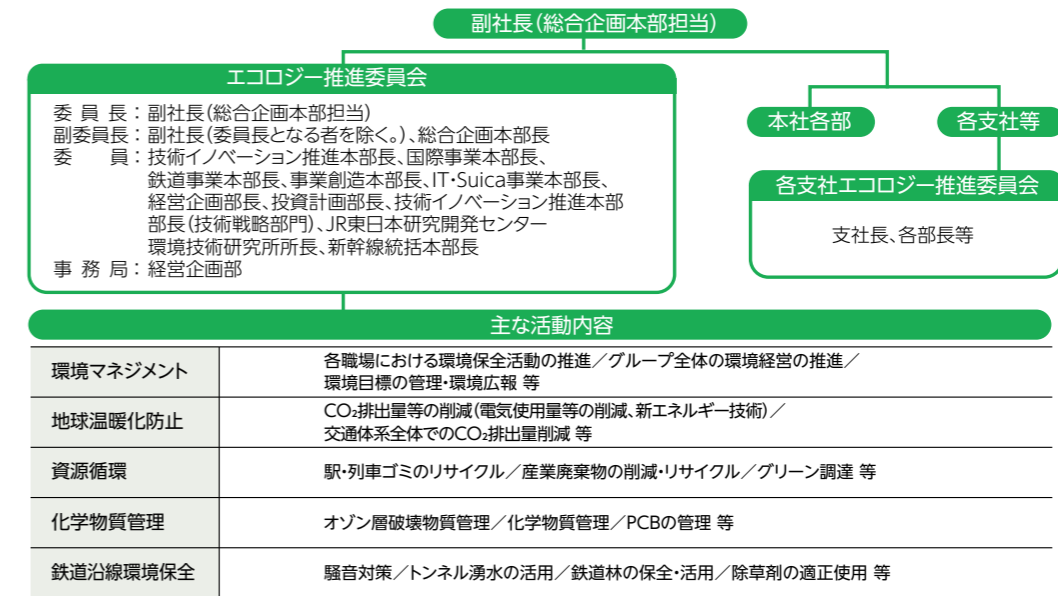 副社長(総合企画本部担当)
エコロジー推進委員会
委 員 長：副社長(総合企画本部担当)
副委員長：副社長(委員長となる者を除く。)、総合企画本部長
委　　員：技術イノベーション推進本部長、国際事業本部長、
鉄道事業本部長、事業創造本部長、IT・Suica事業本部長、
経営企画部長、投資計画部長、技術イノベーション推進本部
部長(技術戦略部門)、JR東日本研究開発センター
環境技術研究所所長、新幹線統括本部長
事 務 局：経営企画部
本社各部
各支社等
各支社エコロジー推進委員会
支社長、各部長等
主な活動内容
環境マネジメント
各職場における環境保全活動の推進／グループ全体の環境経営の推進／
環境目標の管理・環境広報 等
地球温暖化防止
CO₂排出量等の削減(電気使用量等の削減、新エネルギー技術)／
交通体系全体でのCO₂排出量削減 等
資源循環
駅・列車ゴミのリサイクル／産業廃棄物の削減・リサイクル／グリーン調達 等
化学物質管理
オゾン層破壊物質管理／化学物質管理／PCBの管理 等
鉄道沿線環境保全
騒音対策／トンネル湧水の活用／鉄道林の保全・活用／除草剤の適正使用 等